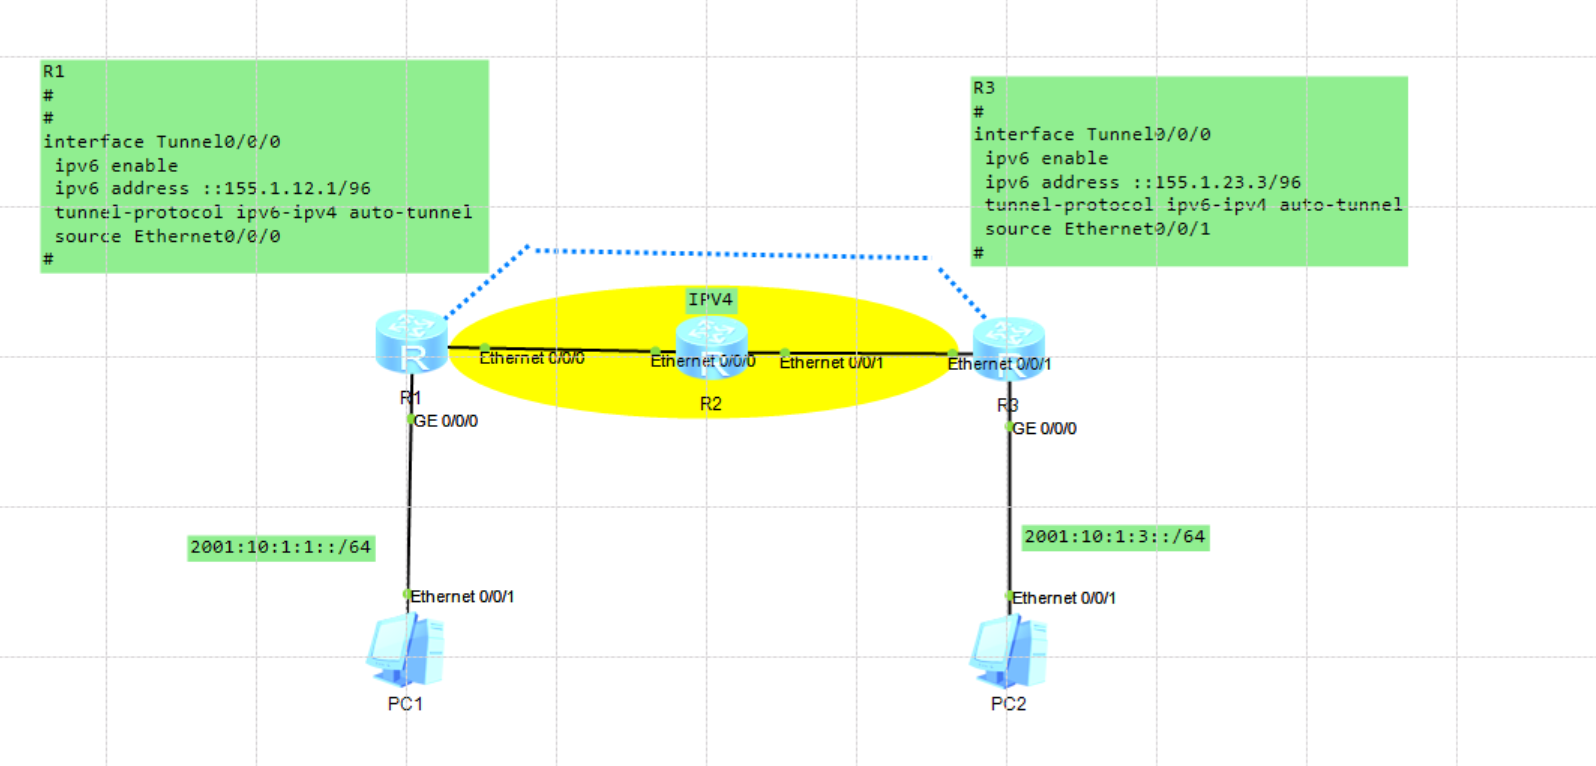 R1
#
#
interface Tunnel0/0/0
ipv6 enable
ipv6 address ::155.1.12.1/96
tunnel-protocol ipv6-ipv4 auto-tunnel
source Ethernet0/0/0
#
R3
#
interface Tunnel0/0/0
ipv6 enable
ipv6 address ::155.1.23.3/96
tunnel-protocol ipv6-ipv4 auto-tunnel
source Ethernet0/0/1
#
IPV4
R
R
R
Ethernet 0/0/0
Ethernet 0/0/0
Ethernet 0/0/1
Ethernet 0/0/1
R1
R2
R3
GE 0/0/0
GE 0/0/0
2001:10:1:1::/64
2001:10:1:3::/64
Ethernet 0/0/1
Ethernet 0/0/1
PC1
PC2